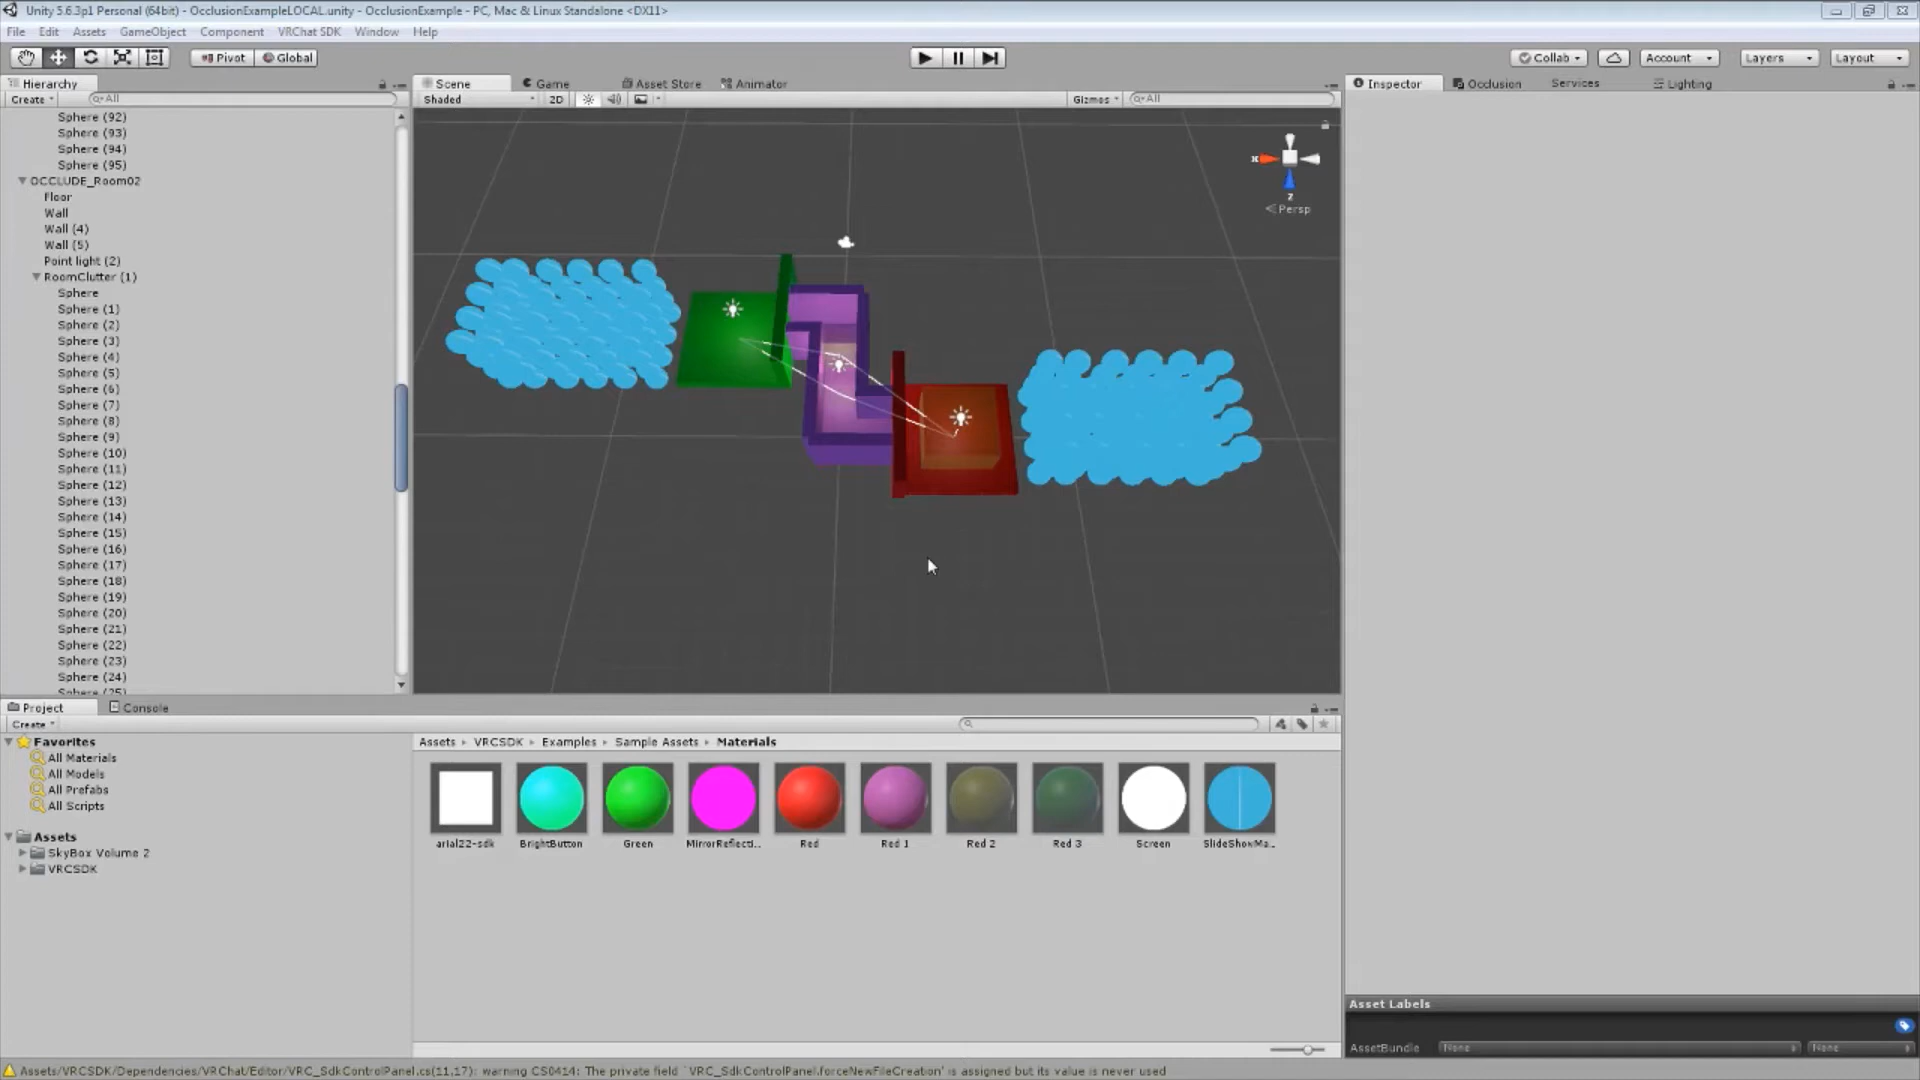 Unity 5.6.3p1 Personal (64bit) - OcclusionExampleLOCAL.unity - OcclusionExample - PC, Mac & Linux Standalone <DX11>
File Edit Assets GameObject Component VRChat SDK Window Help
Pivot Global Collab Account Layers Layout
Hierarchy
Create All
Sphere (92)
Sphere (93)
Sphere (94)
Sphere (95)
OCCLUDE_Room02
Floor
Wall
Wall (4)
Wall (5)
Point light (2)
RoomClutter (1)
Sphere
Sphere (1)
Sphere (2)
Sphere (3)
Sphere (4)
Sphere (5)
Sphere (6)
Sphere (7)
Sphere (8)
Sphere (9)
Sphere (10)
Sphere (11)
Sphere (12)
Sphere (13)
Sphere (14)
Sphere (15)
Sphere (16)
Sphere (17)
Sphere (18)
Sphere (19)
Sphere (20)
Sphere (21)
Sphere (22)
Sphere (23)
Sphere (24)
Sphere (25)
Scene Game Asset Store Animator
Shaded 2D Gizmos All
x
z
Persp
Inspector Occlusion Services Lighting
Project Console
Create
Favorites
All Materials
All Models
All Prefabs
All Scripts
Assets
SkyBox Volume 2
VRCSDK
Assets VRCSDK Examples Sample Assets Materials
arial22-sdk BrightButton Green MirrorReflecti... Red Red 1 Red 2 Red 3 Screen SlideShowMa...
Asset Labels
AssetBundle None None
Assets/VRCSDK/Dependencies/VRChat/Editor/VRC_SdkControlPanel.cs(11,17): warning CS0414: The private field `VRC_SdkControlPanel.forceNewFileCreation' is assigned but its value is never used